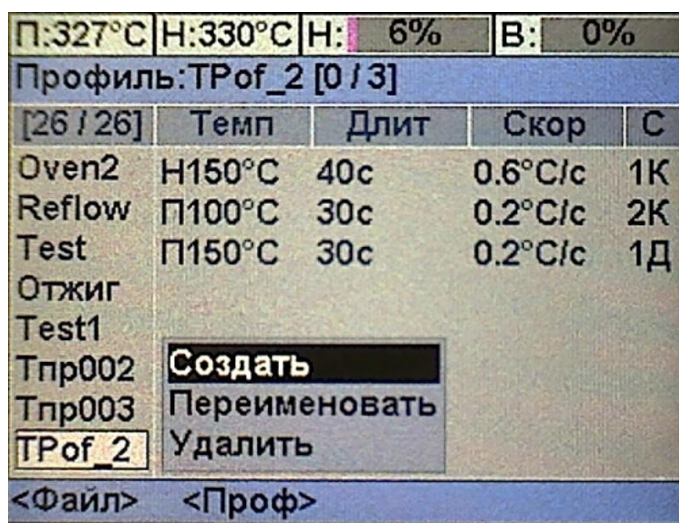 П:327°C Н:330°C Н: 6% В: 0%
Профиль:TPof_2 [0 / 3]
[26 / 26] Темп Длит Скор С
Oven2 Н150°C 40с 0.6°C/с 1К
Reflow П100°C 30с 0.2°C/с 2К
Test П150°C 30с 0.2°C/с 1Д
Отжиг
Test1
Тпр002 Создать
Тпр003 Переименовать
TPof_2 Удалить
<Файл> <Проф>